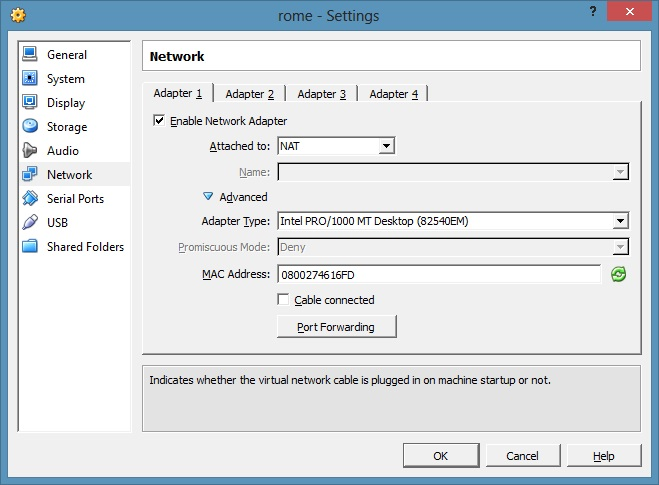 rome - Settings
?
General
System
Display
Storage
Audio
Network
Serial Ports
USB
Shared Folders
Network
Adapter 1 Adapter 2 Adapter 3 Adapter 4
Enable Network Adapter
Attached to: NAT
Name:
Advanced
Adapter Type: Intel PRO/1000 MT Desktop (82540EM)
Promiscuous Mode: Deny
MAC Address: 0800274616FD
Cable connected
Port Forwarding
Indicates whether the virtual network cable is plugged in on machine startup or not.
OK Cancel Help